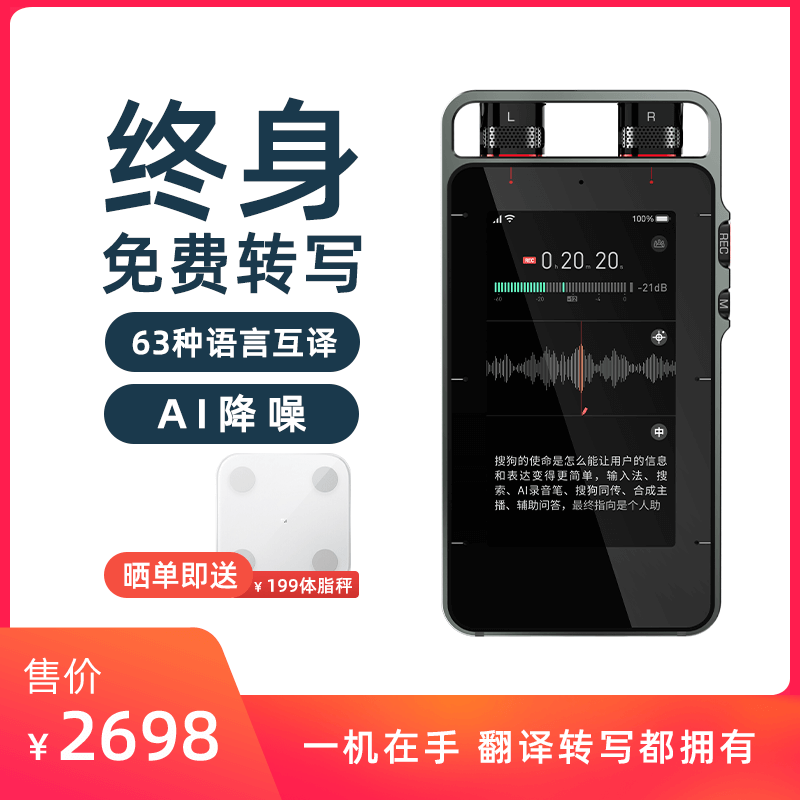 终身
免费转写
63种语言互译
AI降噪
晒单即送
¥199体脂秤
售价
¥2698
一机在手 翻译转写都拥有
L
R
100%
REC
0h20m20s
-60
-20
-4
0
-21dB
REC
M
中
搜狗的使命是怎么能让用户的信息
和表达变得更简单，输入法、搜
索、AI录音笔、搜狗同传、合成主
播、辅助问答，最终指向是个人助